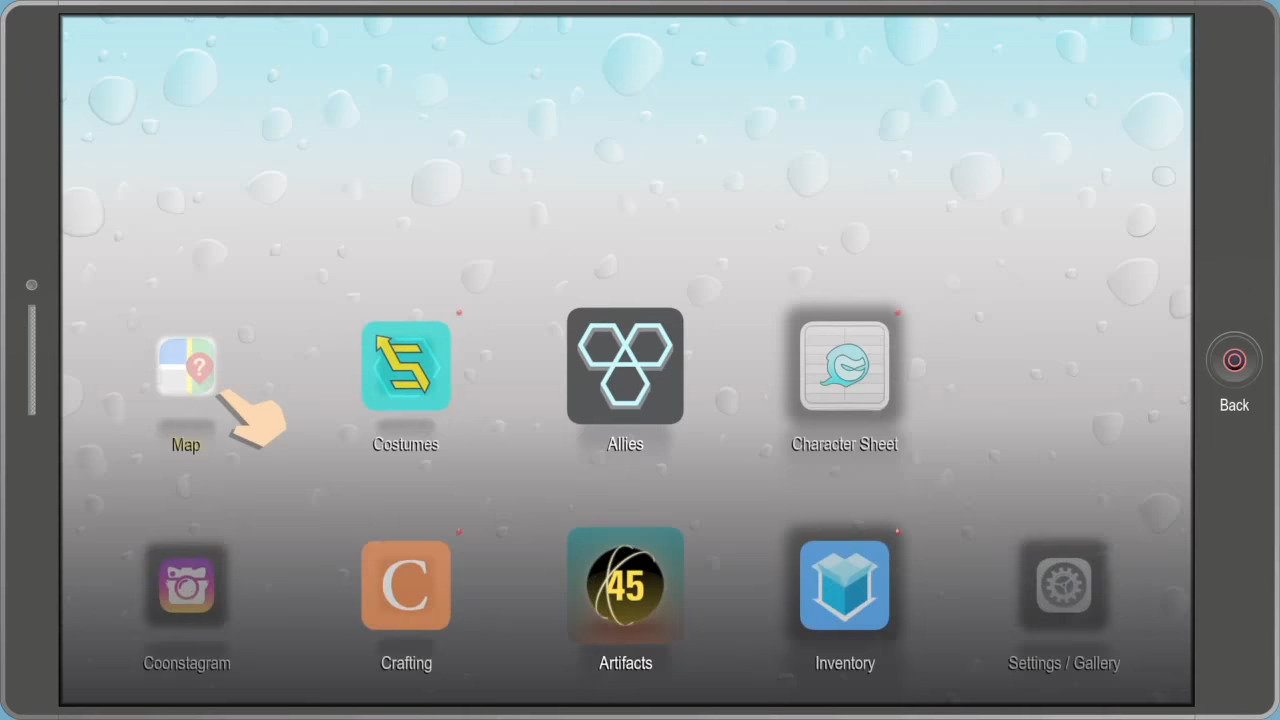 ?
Map
Costumes
Allies
Character Sheet
Back
C
45
Coonstagram
Crafting
Artifacts
Inventory
Settings / Gallery